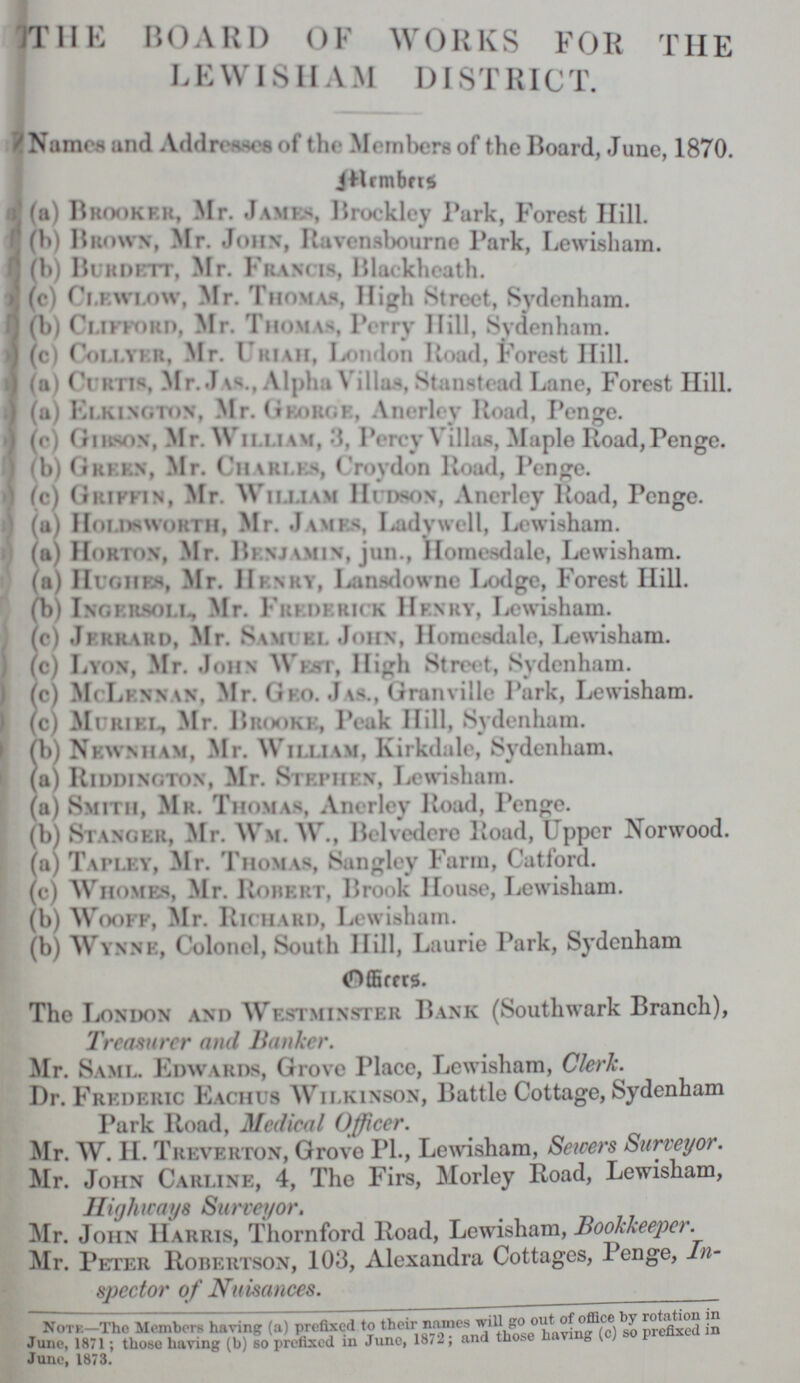 THE BOARD OF WORKS FOR THE
LEWISHAM DISTRICT.
Names and Addresses of the Members of the Board, June, 1870.
Members
(a) BROOKER, Mr. JAMES, Brockley Park, Forest Hill.
(b) BROWN, Mr. JOHN, Ravensbourne Park, Lewisham.
(b) BURDETT, Mr. FRANCIS, Blackheath.
(c) CLEWLOW, Mr. THOMAS, High Street, Sydenham.
(b) CLIFFORD, Mr. THOMAS, Perry Hill, Sydenham.
(c) COLLYER, Mr. URIAH, London Road, Forest Hill.
(a) CURTIS, Mr. JAS., Alpha Villas, Stanstead Lane, Forest Hill.
(a) ELKINGTON, Mr. GEORGE, Anerley Road, Penge.
(c) GIBSON, Mr. WILLIAM, 3, Percy Villas, Maple Road, Penge.
(b) GREEN, Mr. CHARLES, Croydon Road, Penge.
(c) GRIFFIN, Mr. WILLIAM HUDSON, Anerley Road, Penge.
(a) HOLDSWORTH, Mr. JAMES, Ladywell, Lewisham.
(a) HORTON, Mr. BENJAMIN, jun., Homesdale, Lewisham.
(a) HUGHES, Mr. HENRY, Lansdowne Lodge, Forest Hill.
(b) INGERSOLL, Mr. FREDERICK HENRY, Lewisham.
(c) JERRARD, Mr. SAMUEL JOHN, Homesdale, Lewisham.
(c) LYON, Mr. JOHN WEST, High Street, Sydenham.
(c) McLENNAN, Mr. GEO. JAS., Granville Park, Lewisham.
(c) MURIEL, Mr. BROOKE, Peak Hill, Sydenham.
(b) NEWNHAM, Mr. WILLIAM, Kirkdale, Sydenham.
(a) RIDDINGTON, Mr. STEPHEN, Lewisham.
(a) SMITH, MR. THOMAS, Anerley Road, Penge.
(b) STANGER, Mr. WM. W., Belvedere Road, Upper Norwood.
(a) TAPLEY, Mr. THOMAS, Sangley Farm, Catford.
(c) WHOMES, Mr. ROBERT, Brook House, Lewisham.
(b) WOOFF, Mr. RICHARD, Lewisham.
(b) WYNNE, Colonel, South Hill, Laurie Park, Sydenham
Officers.
The LONDON AND WESTMINSTER BANK (Southwark Branch),
Treasurer and Banker.
Mr. SAML. EDWARDS, Grove Place, Lewisham, Clerk.
Dr. FREDERIC EACHUS WILKINSON, Battle Cottage, Sydenham
Park Road, Medical Officer.
Mr. W. H. TREVERTON, Grove Pl., Lewisham, Sewers Surveyor.
Mr. JOHN CARLINE, 4, The Firs, Morley Road, Lewisham,
Highways Surveyor.
Mr. JOHN HARRIS, Thornford Road, Lewisham, Bookkeeper.
Mr. PETER ROBERTSON, 103, Alexandra Cottages, Penge, In-
spector of Nuisances.
NOTE—The Members having (a) prefixed to their names will go out of office by rotation in
June, 1871; those having (b) so prefixed in June, 1872; and those having (c) so prefixed in
June, 1873.